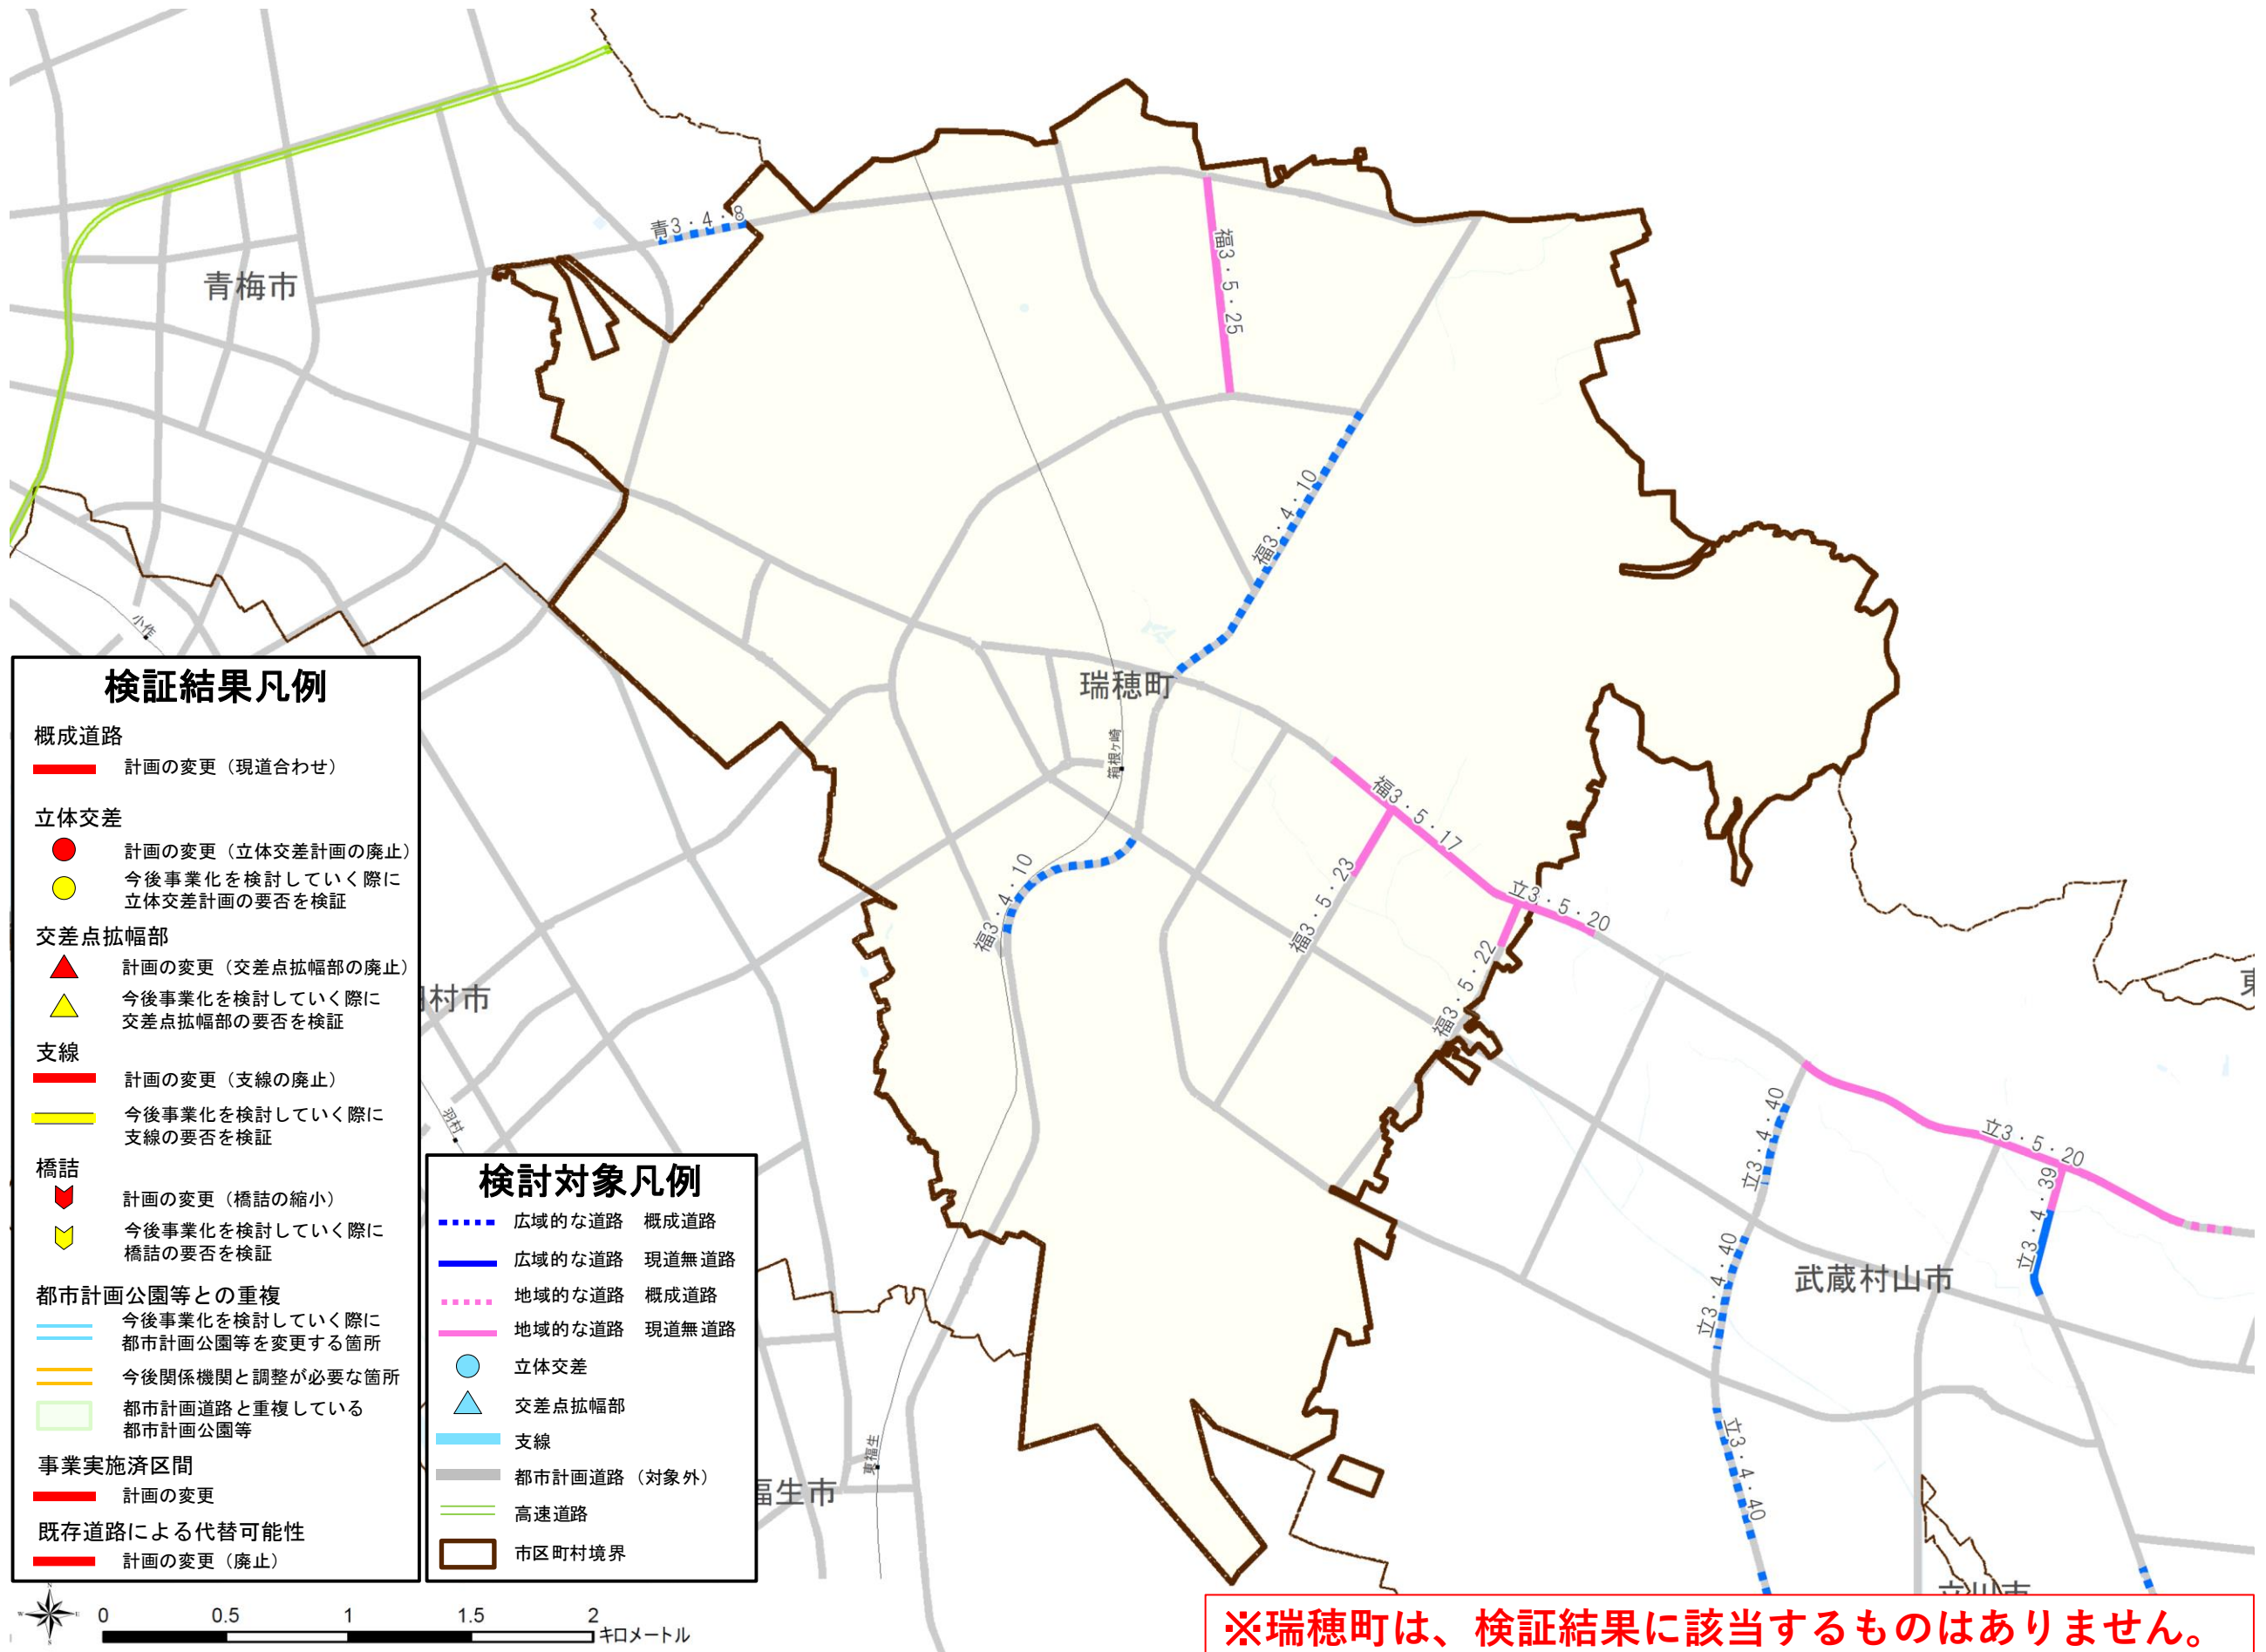 青3・4・8
福3・5・25
青梅市
福3・4・10
小作
瑞穂町
箱根ヶ崎
福3・5・17
福3・4・10
福3・5・23
立3・5・20
福3・5・22
村市
羽村
立3・4・40
立3・5・20
立3・4・39
立3・4・40
武蔵村山市
立3・4・40
東福生
福生市
立川市
検証結果凡例
概成道路
計画の変更（現道合わせ）
立体交差
計画の変更（立体交差計画の廃止）
今後事業化を検討していく際に
立体交差計画の要否を検証
交差点拡幅部
計画の変更（交差点拡幅部の廃止）
今後事業化を検討していく際に
交差点拡幅部の要否を検証
支線
計画の変更（支線の廃止）
今後事業化を検討していく際に
支線の要否を検証
橋詰
計画の変更（橋詰の縮小）
今後事業化を検討していく際に
橋詰の要否を検証
都市計画公園等との重複
今後事業化を検討していく際に
都市計画公園等を変更する箇所
今後関係機関と調整が必要な箇所
都市計画道路と重複している
都市計画公園等
事業実施済区間
計画の変更
既存道路による代替可能性
計画の変更（廃止）
検討対象凡例
広域的な道路　概成道路
広域的な道路　現道無道路
地域的な道路　概成道路
地域的な道路　現道無道路
立体交差
交差点拡幅部
支線
都市計画道路（対象外）
高速道路
市区町村境界
N
W E
S
0 0.5 1 1.5 2
キロメートル
※瑞穂町は、検証結果に該当するものはありません。